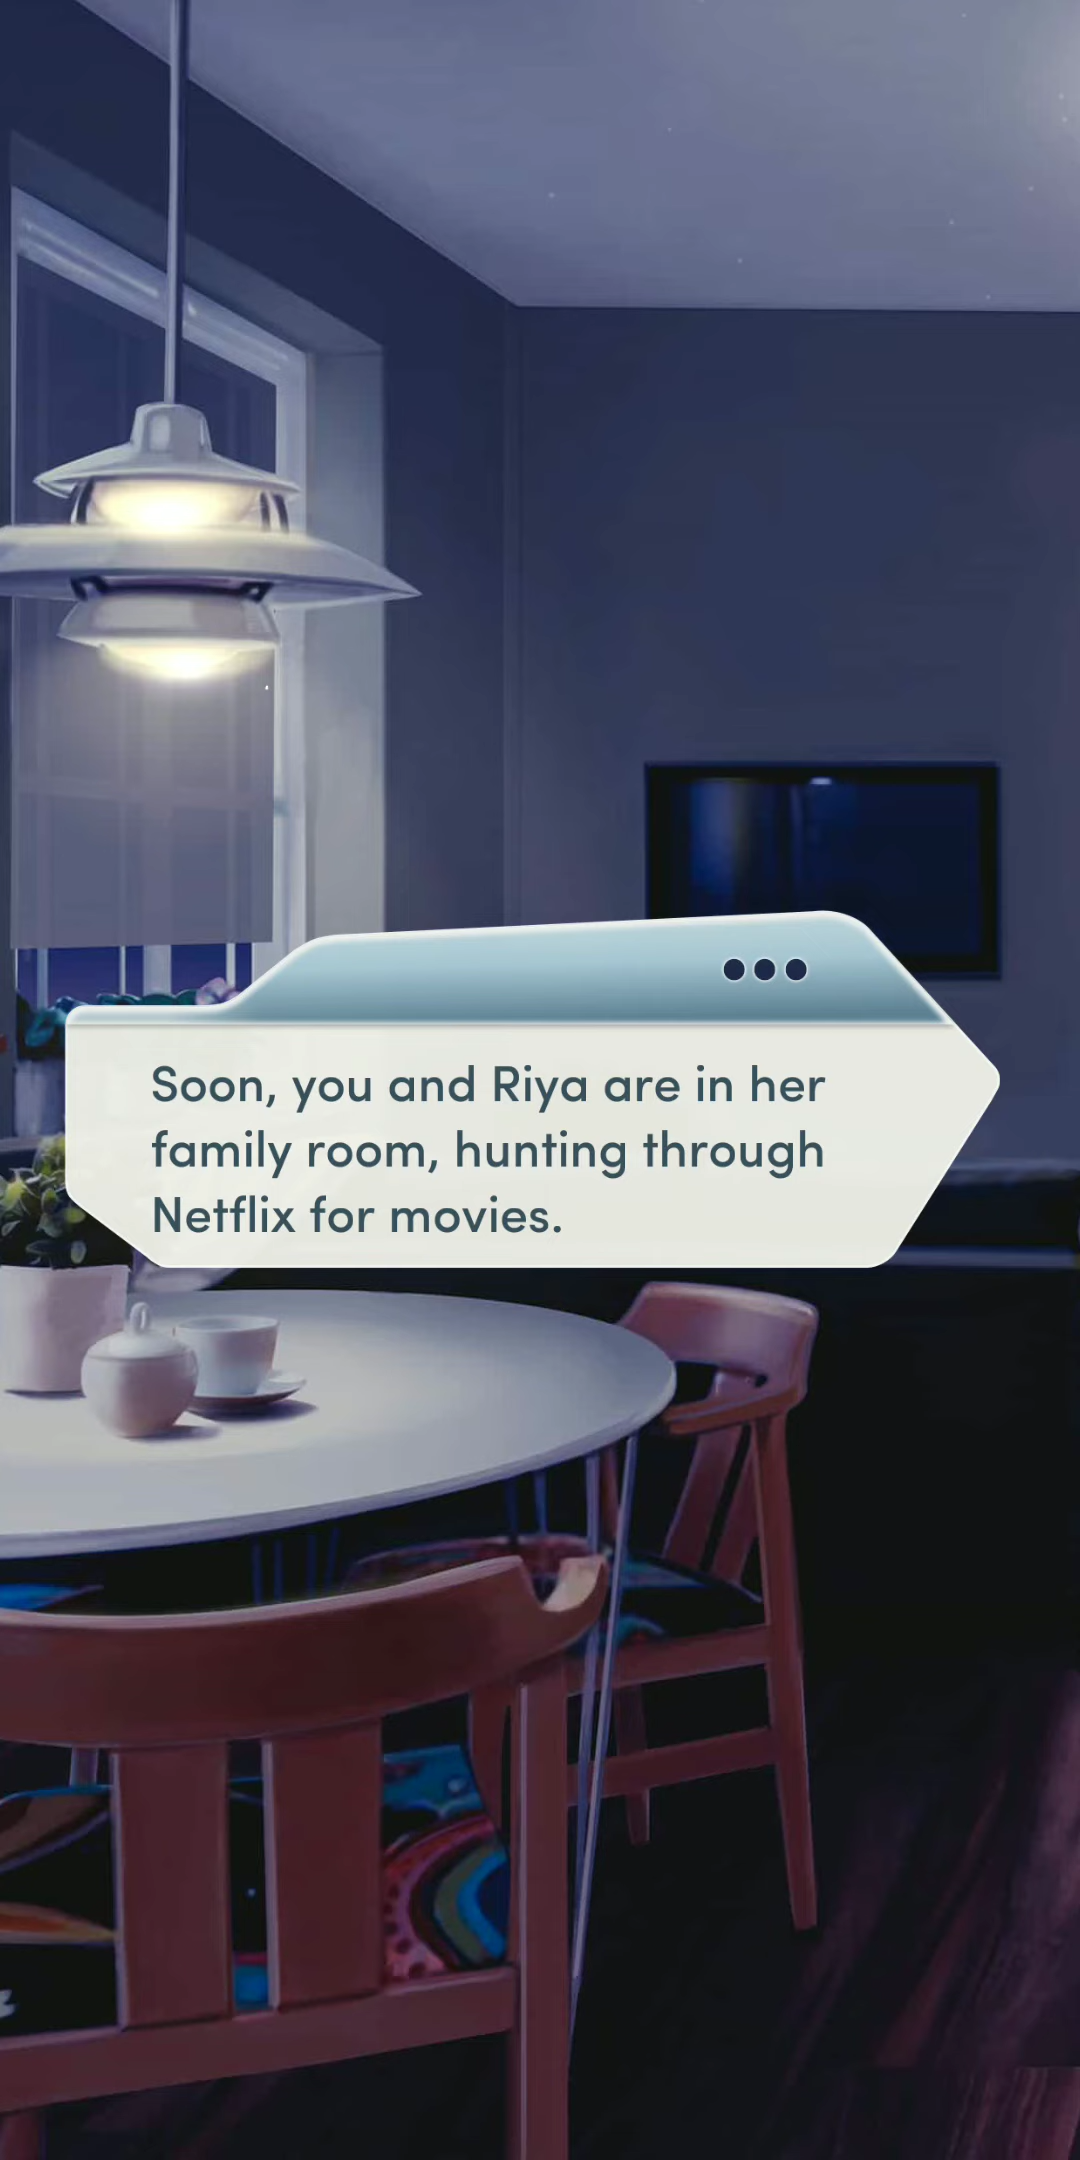 Soon, you and Riya are in her
family room, hunting through
Netflix for movies.